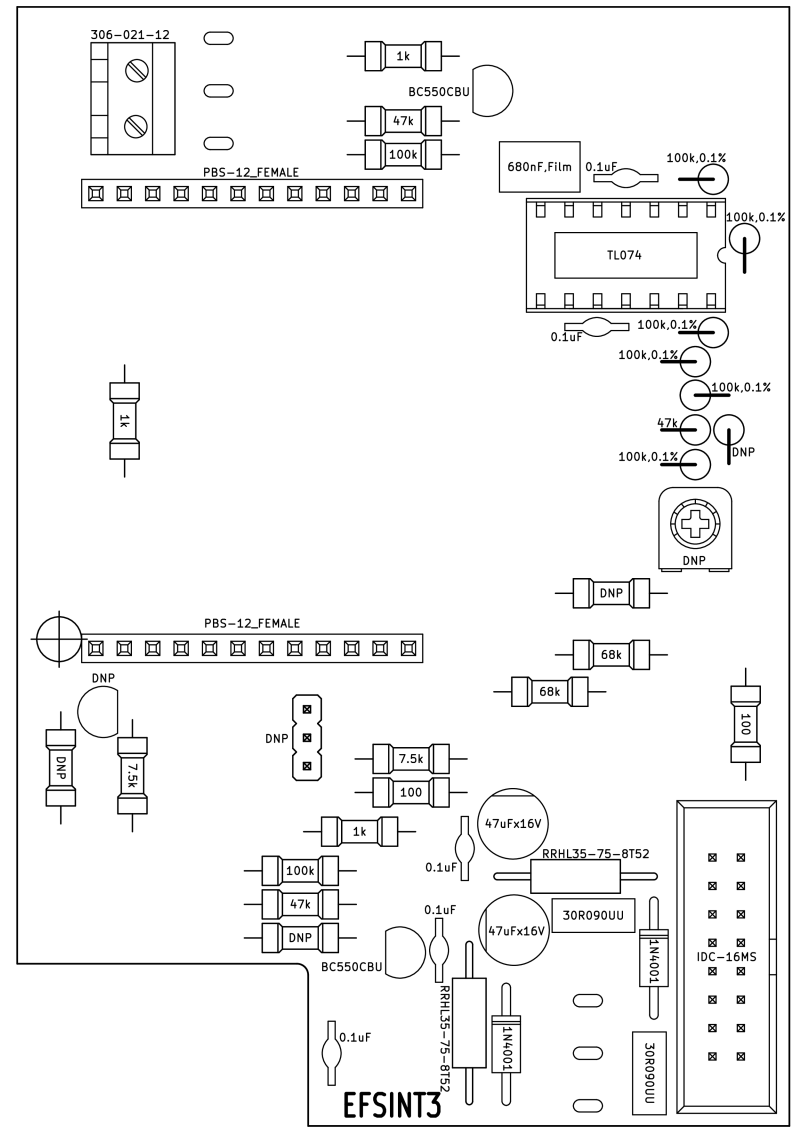 306-021-12
1k
BC550CBU
47k
100k
680nF,Film
0.1uF
100k,0.1%
PBS-12_FEMALE
100k,0.1%
TL074
0.1uF
100k,0.1%
100k,0.1%
100k,0.1%
1k
47k
DNP
100k,0.1%
DNP
DNP
PBS-12_FEMALE
68k
DNP
68k
100
DNP
DNP
7.5k
7.5k
100
47uFx16V
1k
RRHL35-75-8T52
0.1uF
100k
47k
0.1uF
30R090UU
47uFx16V
DNP
1N4001
IDC-16MS
BC550CBU
RRHL35-75-8T52
0.1uF
1N4001
30R090UU
EFSINT3